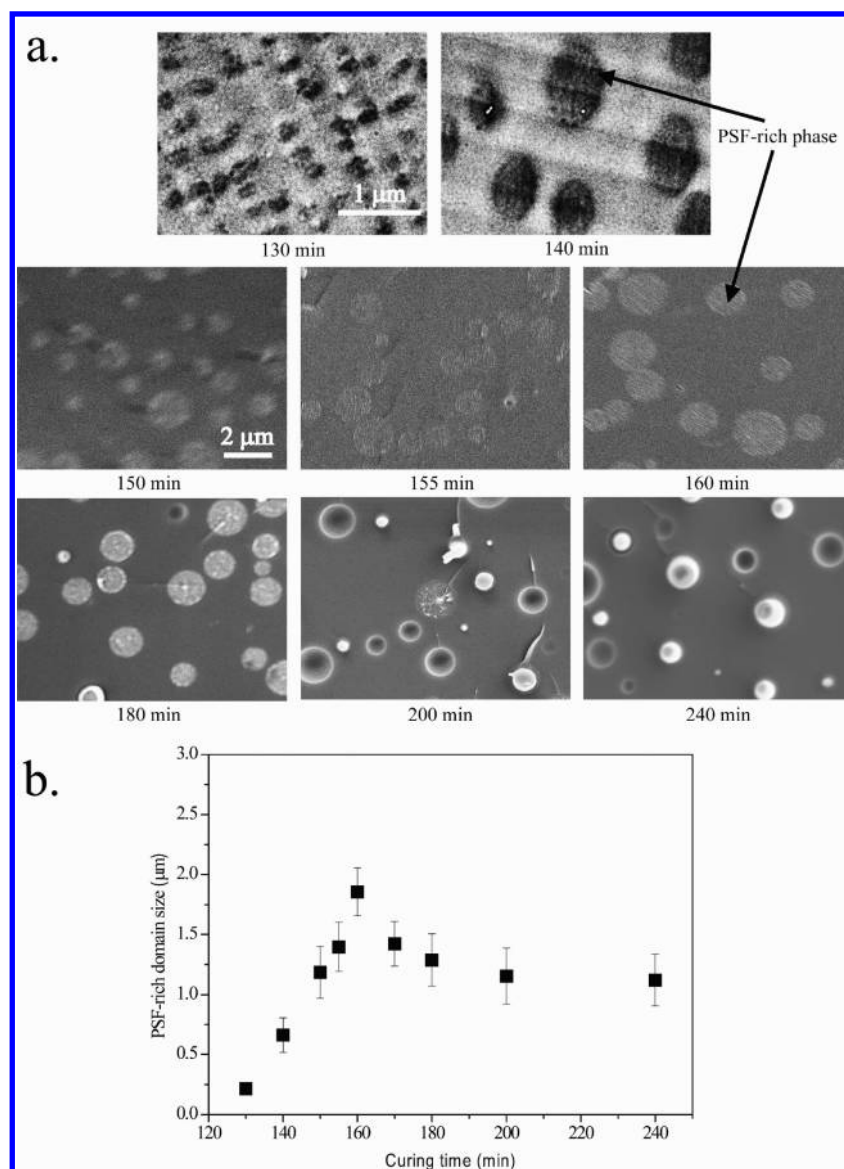 a.
1 μm
PSF-rich phase
130 min
140 min
2 μm
150 min
155 min
160 min
180 min
200 min
240 min
b.
PSF-rich domain size (μm)
3.0
2.5
2.0
1.5
1.0
0.5
0.0
120 140 160 180 200 220 240
Curing time (min)